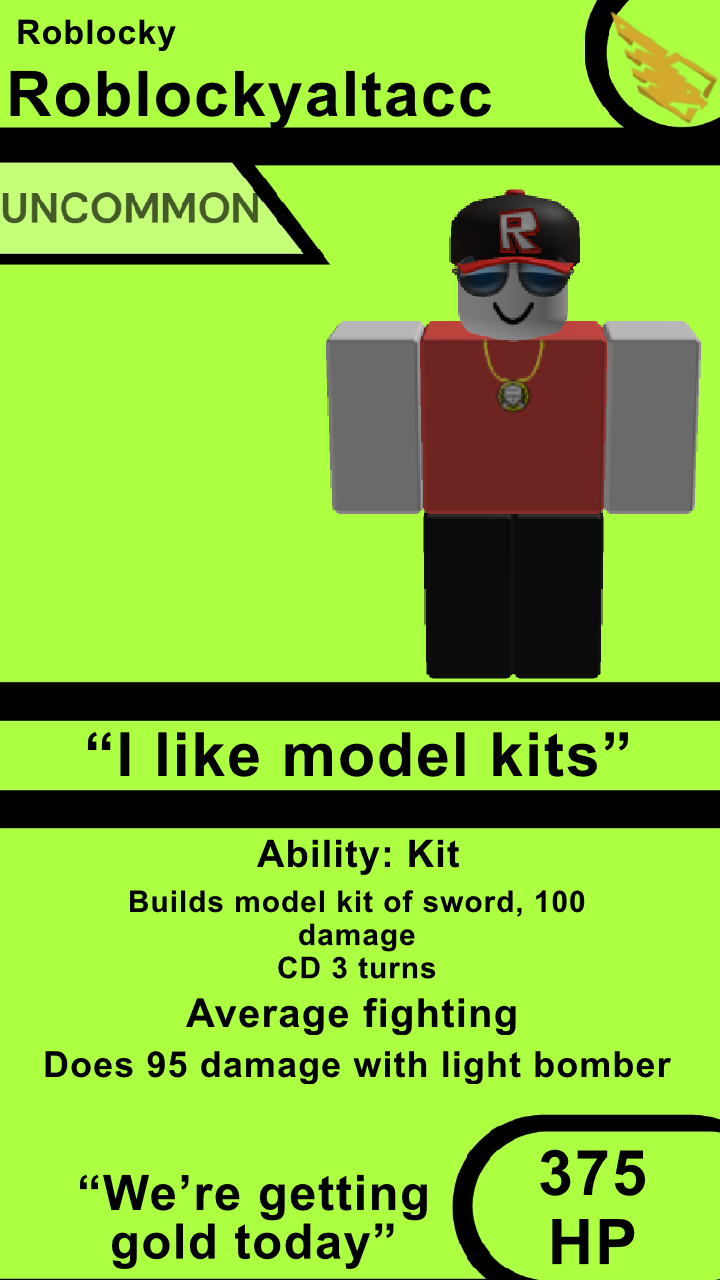 Roblocky
Roblockyaltacc
UNCOMMON
R
“I like model kits”
Ability: Kit
Builds model kit of sword, 100
damage
CD 3 turns
Average fighting
Does 95 damage with light bomber
“We’re getting
gold today”
375
HP